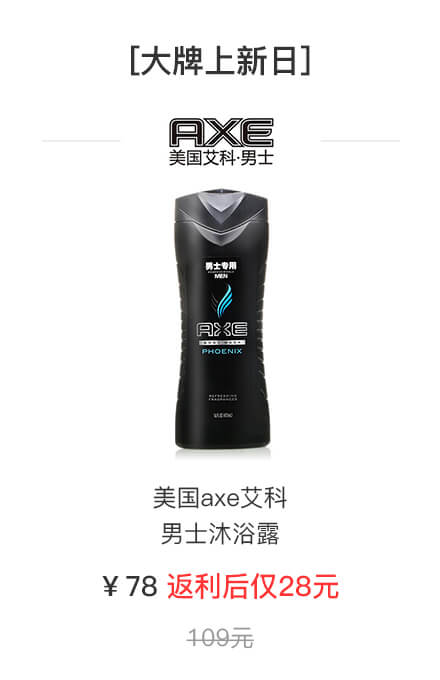 [大牌上新日]
AXE
美国艾科·男士
男士专用
MEN
AXE
PHOENIX
REFRESHING
FRAGRANCES
美国axe艾科
男士沐浴露
¥78 返利后仅28元
109元